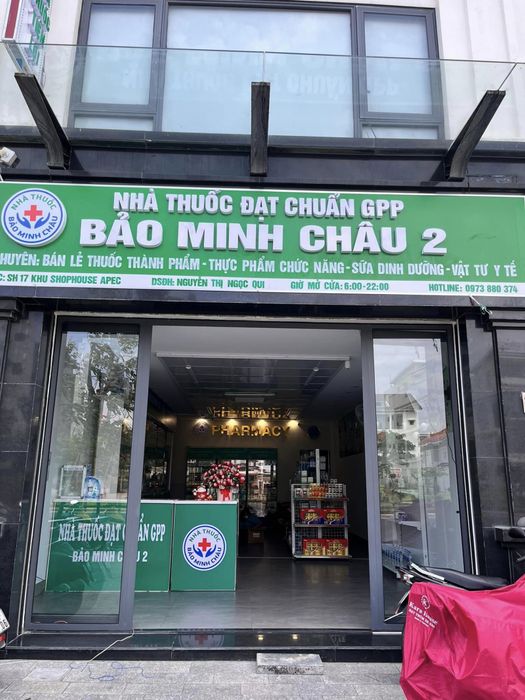 NHÀ THUỐC ĐẠT CHUẨN GPP
BẢO MINH CHÂU 2
HUYÊN: BÁN LẺ THUỐC THÀNH PHẨM - THỰC PHẨM CHỨC NĂNG - SỮA DINH DƯỠNG - VẬT TƯ Y TẾ
C: SH 17 KHU SHOPHOUSE APEC DSĐH: NGUYỄN THỊ NGỌC QUI GIỜ MỞ CỬA: 6:00-22:00 HOTLINE: 0973 880 374
NHÀ THUỐC
BẢO MINH CHÂU
PHARMACY
NHÀ THUỐC ĐẠT CHUẨN GPP
BẢO MINH CHÂU 2
NHÀ THUỐC
BẢO MINH CHÂU